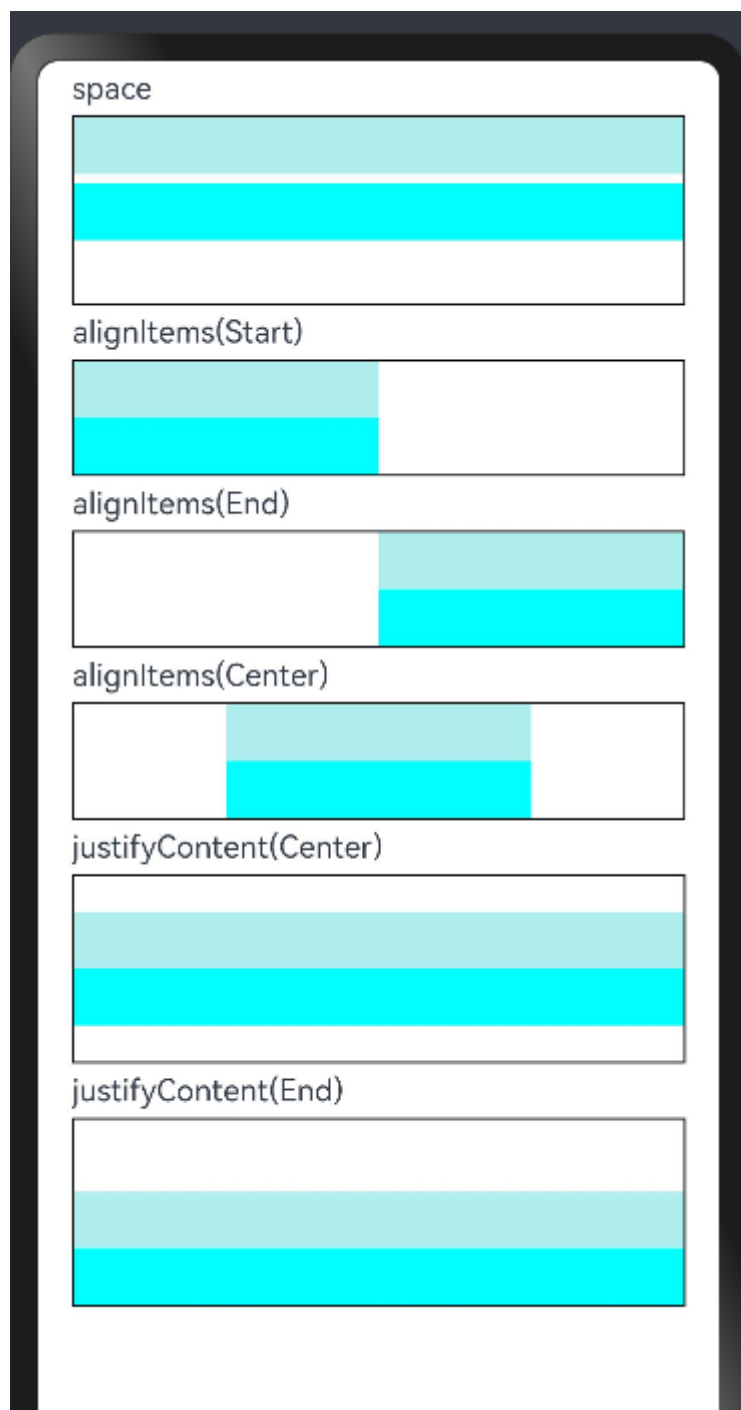 space
alignItems(Start)
alignItems(End)
alignItems(Center)
justifyContent(Center)
justifyContent(End)